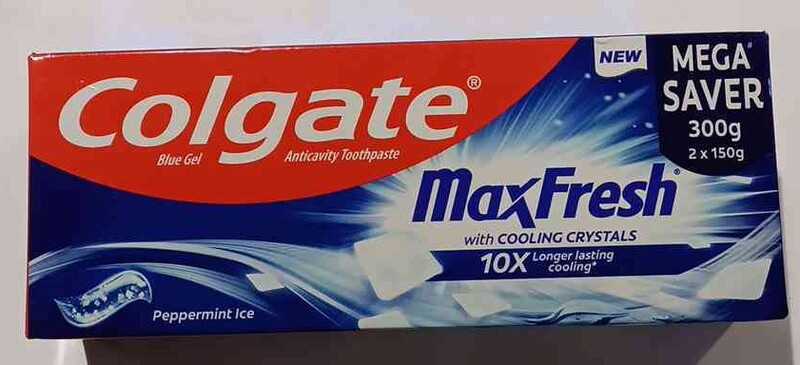 Colgate®
Blue Gel Anticavity Toothpaste
NEW
MEGA#
SAVER
300g
2 x 150g
MaxFresh®
with COOLING CRYSTALS
10X Longer lasting
cooling*
Peppermint Ice